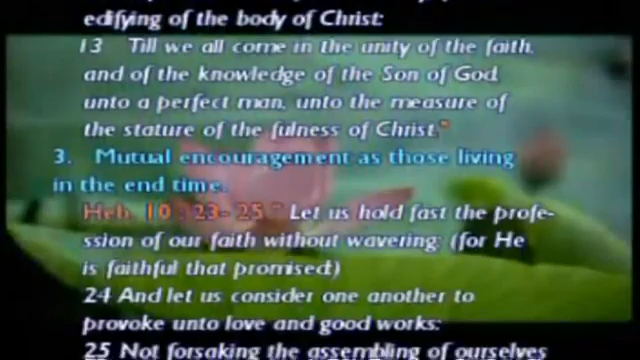 edifying of the body of Christ:
13 Till we all come in the unity of the faith,
and of the knowledge of the Son of God,
unto a perfect man, unto the measure of
the stature of the fulness of Christ."
3. Mutual encouragement as those living
in the end time.
Heb. 10 : 23- 25 " Let us hold fast the profe-
ssion of our faith without wavering; (for He
is faithful that promised;)
24 And let us consider one another to
provoke unto love and good works:
25 Not forsaking the assembling of ourselves